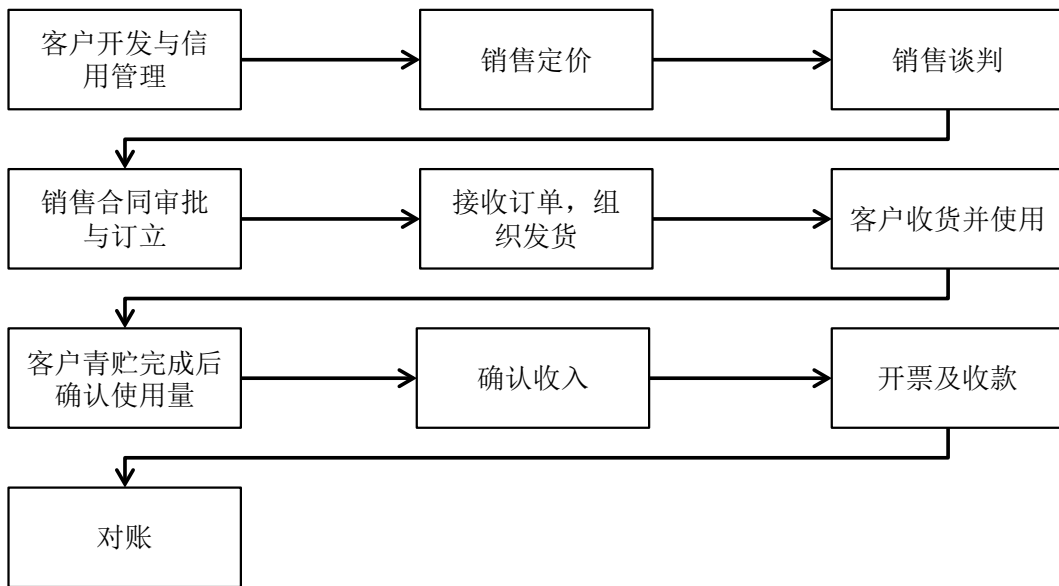 客户开发与信
用管理
销售定价
销售谈判
销售合同审批
与订立
接收订单，组
织发货
客户收货并使用
客户青贮完成后
确认使用量
确认收入
开票及收款
对账